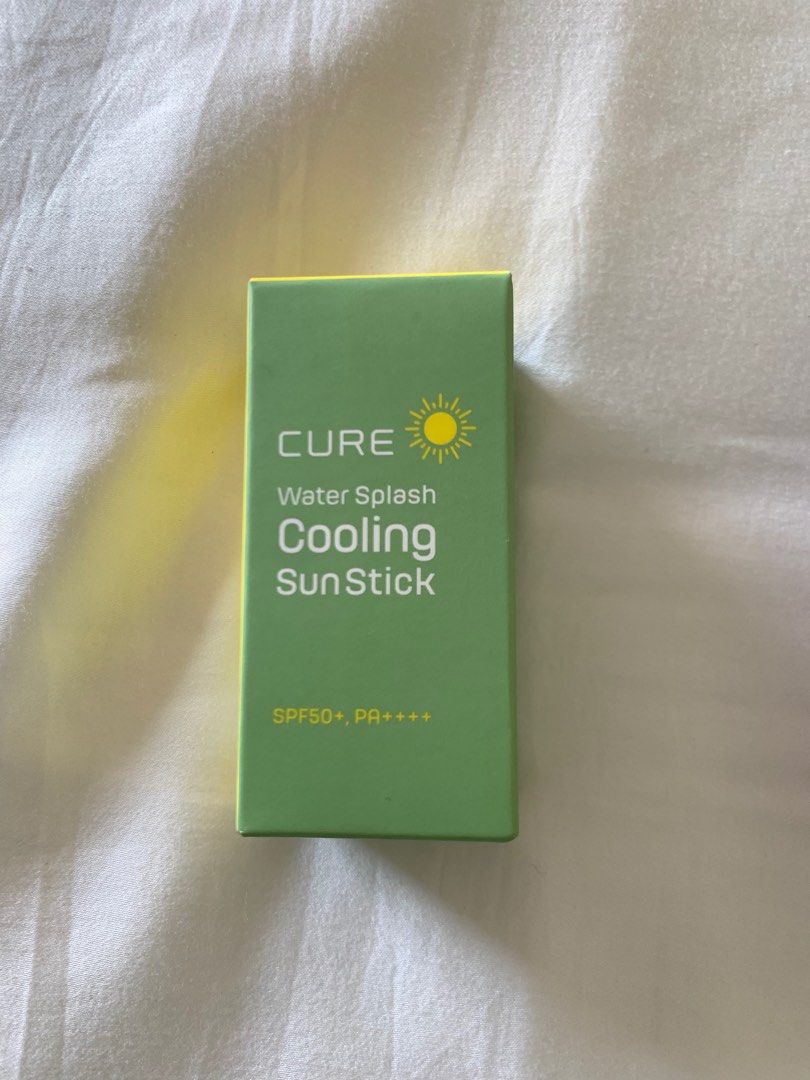 CURE
Water Splash
Cooling
Sun Stick
SPF50+, PA++++